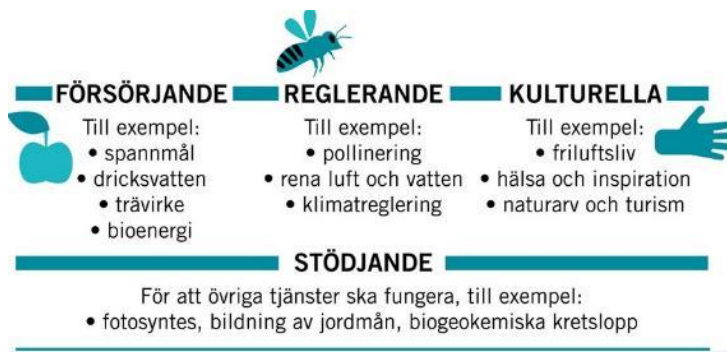 FÖRSÖRJANDE
Till exempel:
• spannmål
• dricksvatten
• trävirke
• bioenergi
REGLERANDE
Till exempel:
• pollinering
• rena luft och vatten
• klimatreglering
KULTURELLA
Till exempel:
• friluftsliv
• hälsa och inspiration
• naturarv och turism
STÖDJANDE
För att övriga tjänster ska fungera, till exempel:
• fotosyntes, bildning av jordmån, biogeokemiska kretslopp